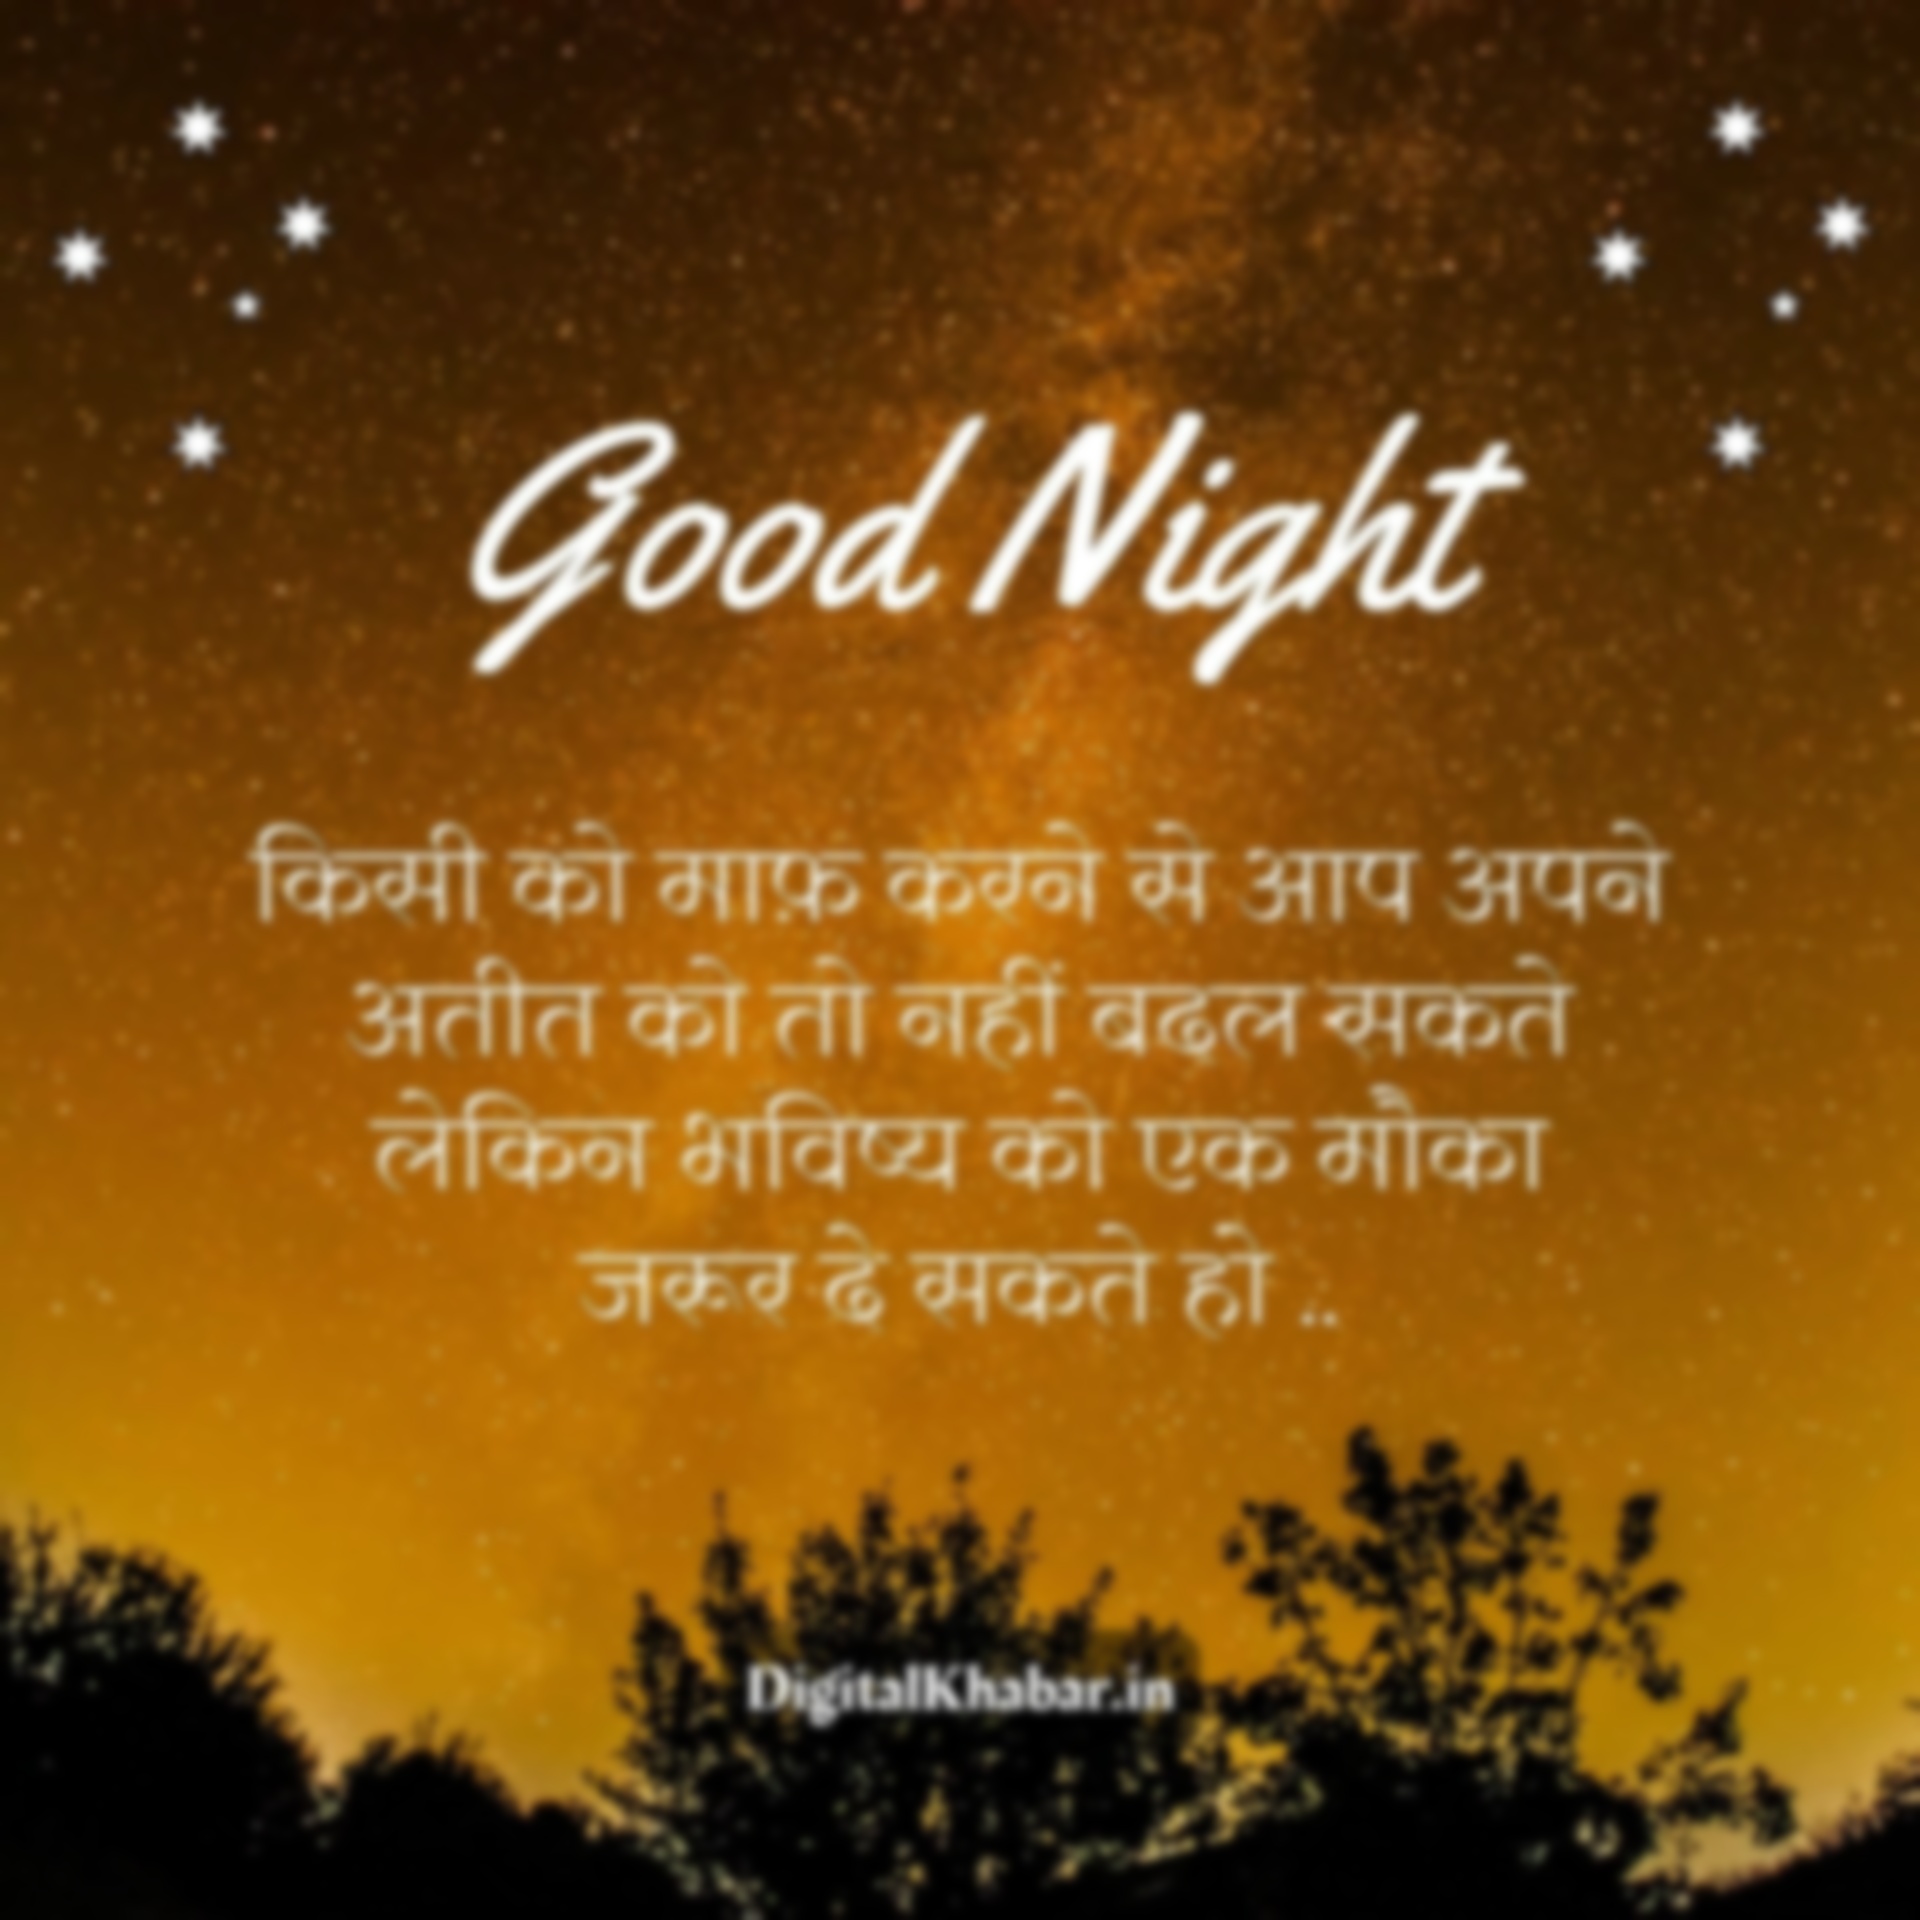 Good Night
किसी को माफ़ करने से आप अपने
अतीत को तो नहीं बदल सकते
लेकिन भविष्य को एक मौका
जरूर दे सकते हो ..
DigitalKhabar.in